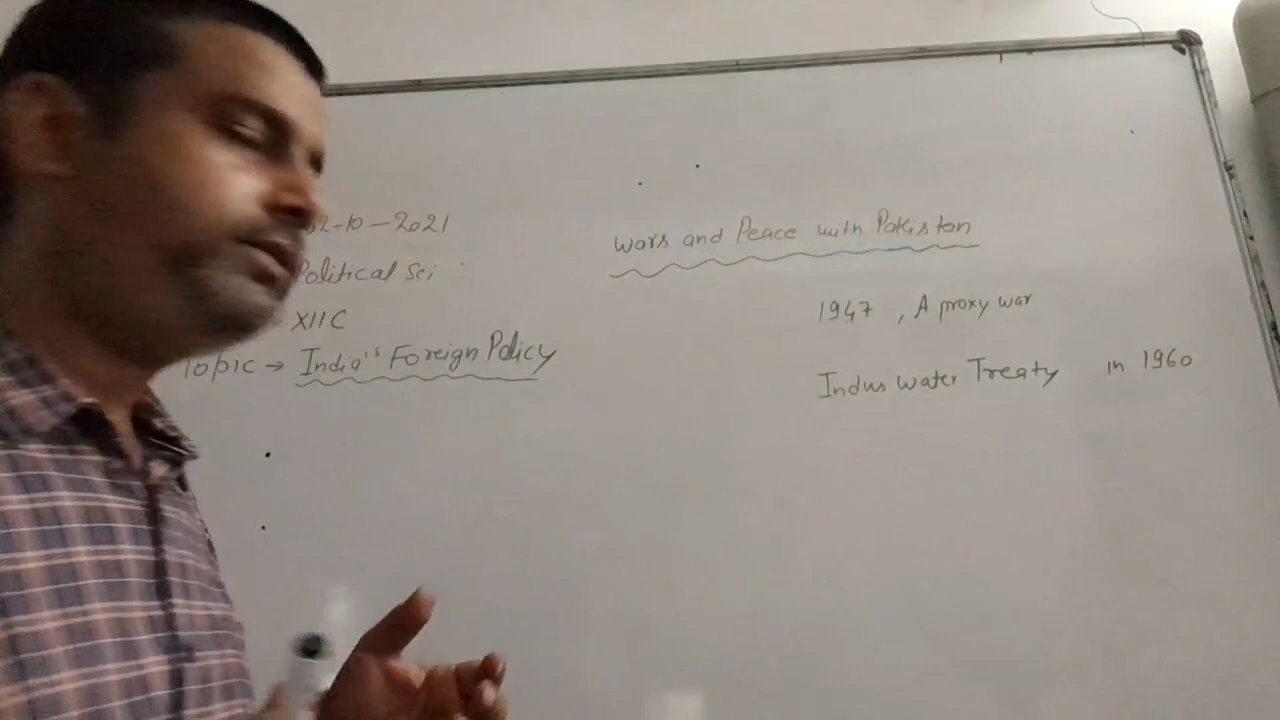 02-10-2021
Political Sci
XIIC
Topic → India's Foreign Policy
Wars and Peace with Pakistan
1947, A proxy war
Indus water Treaty in 1960